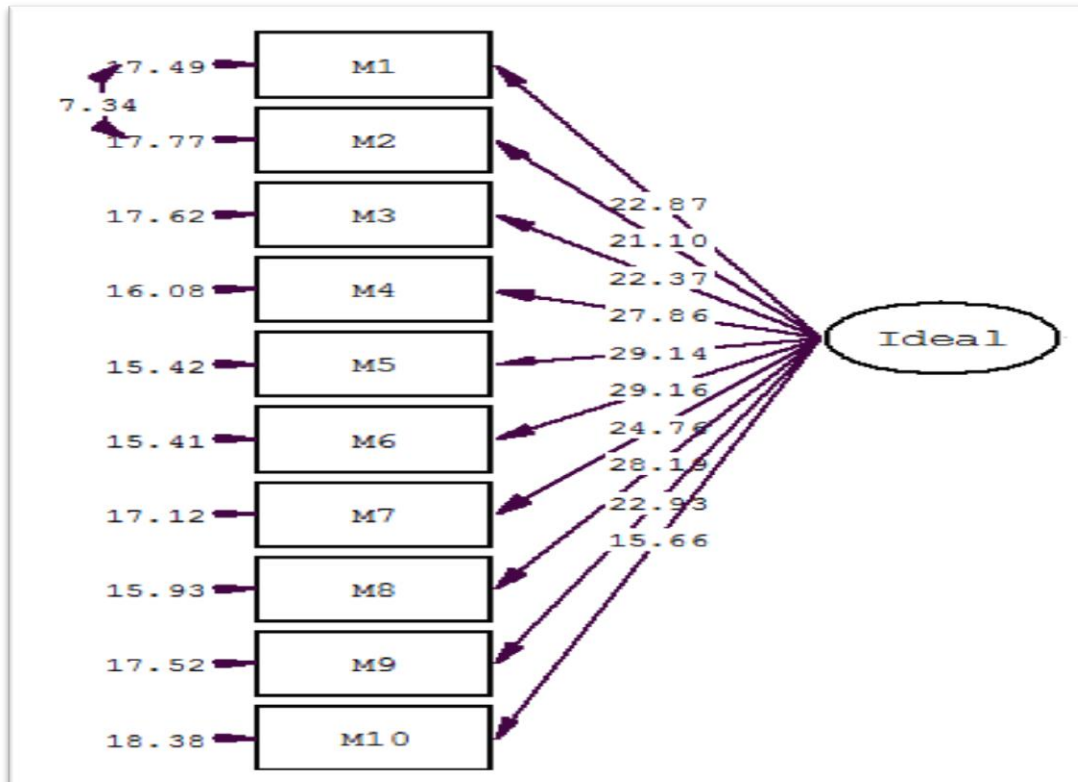 17.49 M1
7.34
17.77 M2
17.62 M3
16.08 M4
15.42 M5
15.41 M6
17.12 M7
15.93 M8
17.52 M9
18.38 M10
22.87
21.10
22.37
27.86
29.14
29.16
24.76
28.19
22.93
15.66
Ideal